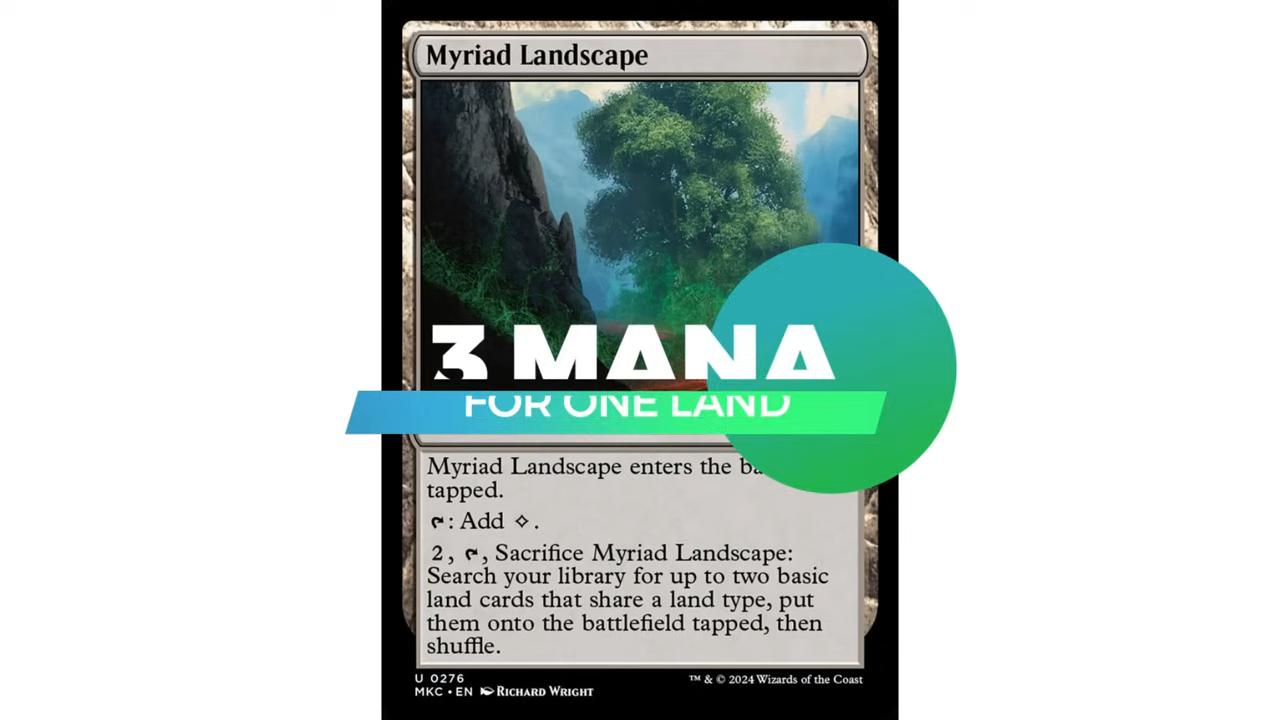 Myriad Landscape
3 MANA
FOR ONE LAND
Myriad Landscape enters the
tapped.
: Add .
2, , Sacrifice Myriad Landscape:
Search your library for up to two basic
land cards that share a land type, put
them onto the battlefield tapped, then
shuffle.
U 0276
MKC • EN Richard Wright
™ & © 2024 Wizards of the Coast